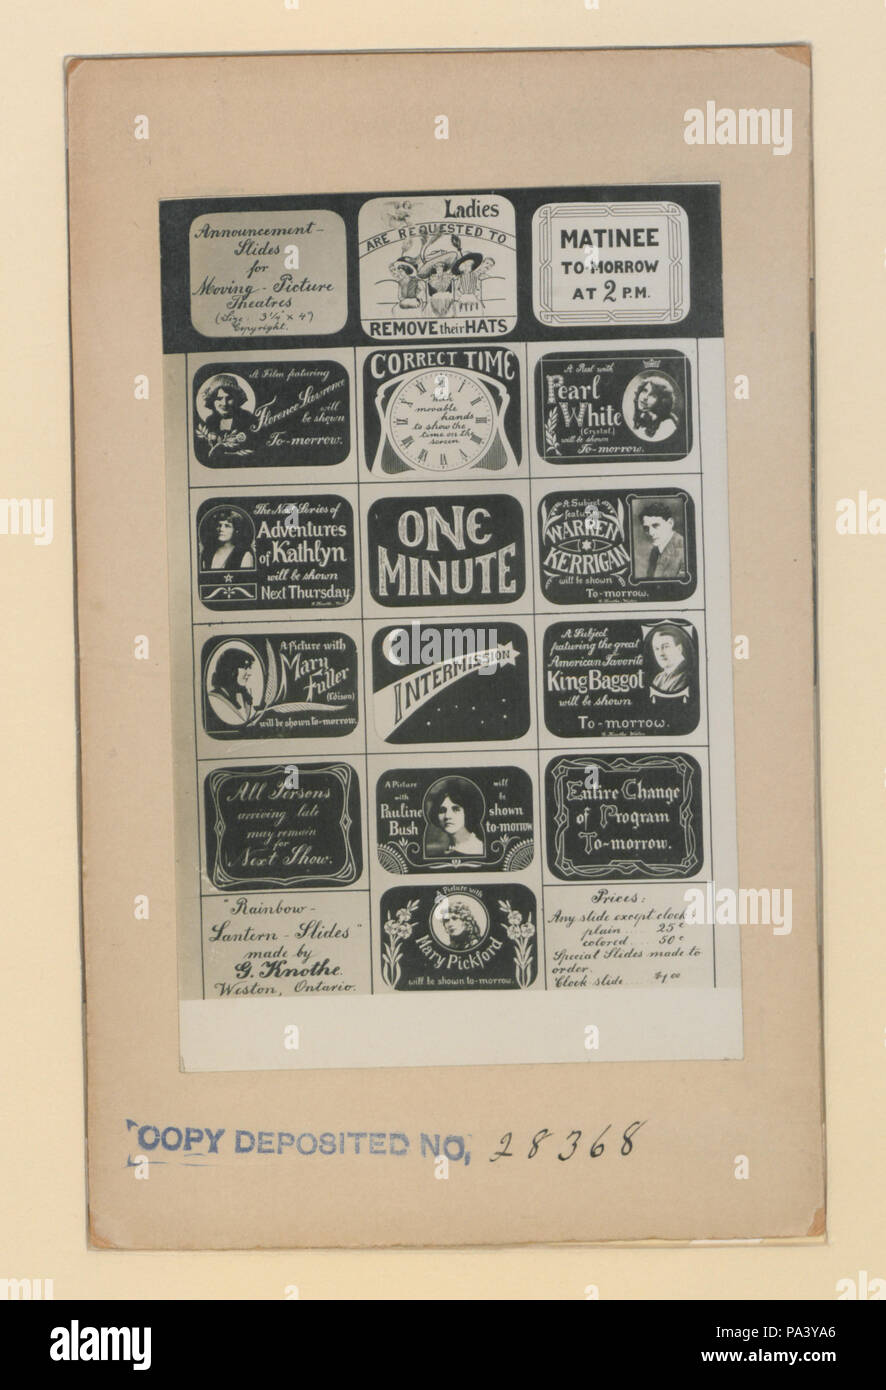 Announcement-
Slides
for
Moving-Picture
Theatres
(Size 3¼ x 4")
Copyright.
Ladies
ARE REQUESTED TO
REMOVE their HATS
MATINEE
TO-MORROW
AT 2 P.M.
A Film featuring
Florence Lawrence
will
be shown
To-morrow.
CORRECT TIME
With
movable
hands
to show the
time on the
screen
A Reel with
Pearl
White
(Crystal)
will be shown
To-morrow.
The Next Series of
Adventures
of Kathlyn
will be shown
Next Thursday
ONE
MINUTE
A Subject
featuring
WARREN
KERRIGAN
will be shown
To-morrow.
A Picture with
Mary
Fuller
(Edison)
will be shown to-morrow.
INTERMISSION
A Subject
featuring the great
American Favorite
King Baggot
will be shown
To-morrow.
All Persons
arriving late
may remain
for
Next Show.
A Picture
with
Pauline
Bush
will
be
shown
to-morrow
Entire Change
of Program
To-morrow.
"Rainbow-
Lantern-Slides"
made by
G. Knothe.
Weston, Ontario.
A Picture with
Mary Pickford
will be shown to-morrow.
Prices:
Any slide except clock:
plain .... 25¢
colored .... 50¢
Special Slides made to
order.
Clock slide .... $1.00
COPY DEPOSITED NO. 28368
alamy
PA3YA6
www.alamy.com